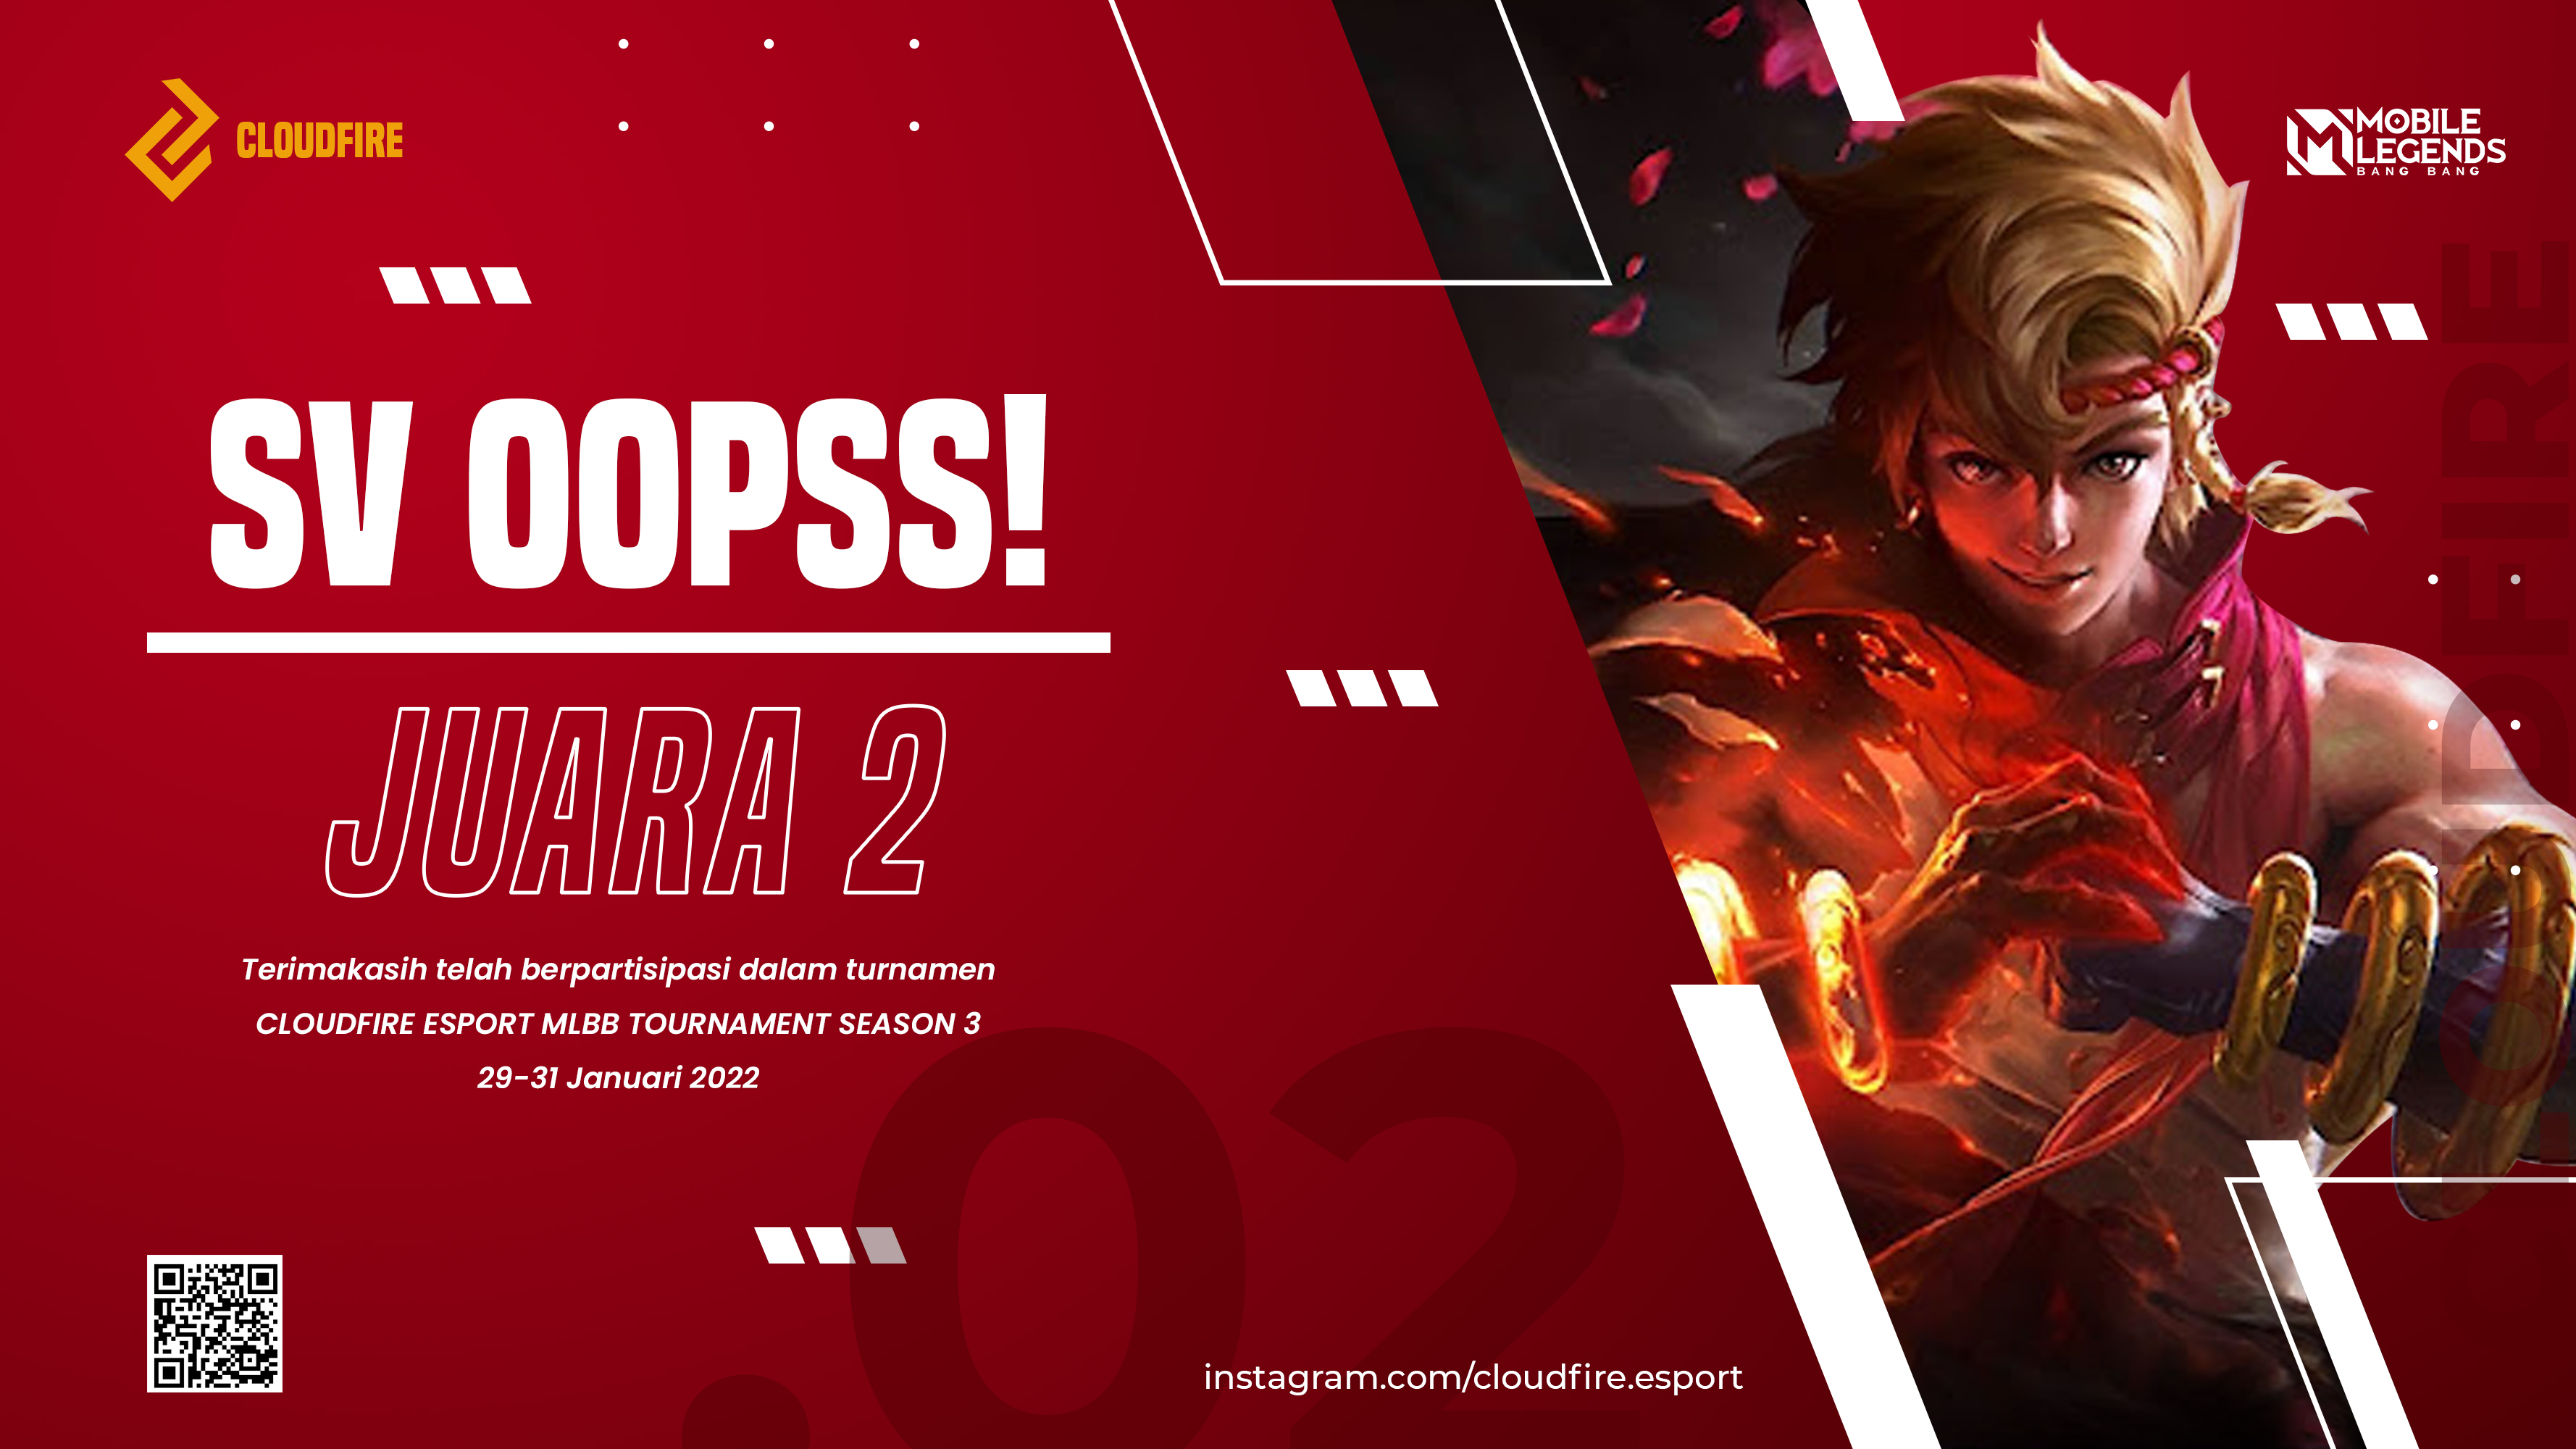 CLOUDFIRE
MOBILE
LEGENDS
BANG BANG
SV OOPSS!
JUARA 2
Terimakasih telah berpartisipasi dalam turnamen
CLOUDFIRE ESPORT MLBB TOURNAMENT SEASON 3
29-31 Januari 2022
.02
instagram.com/cloudfire.esport
CLOUDFIRE